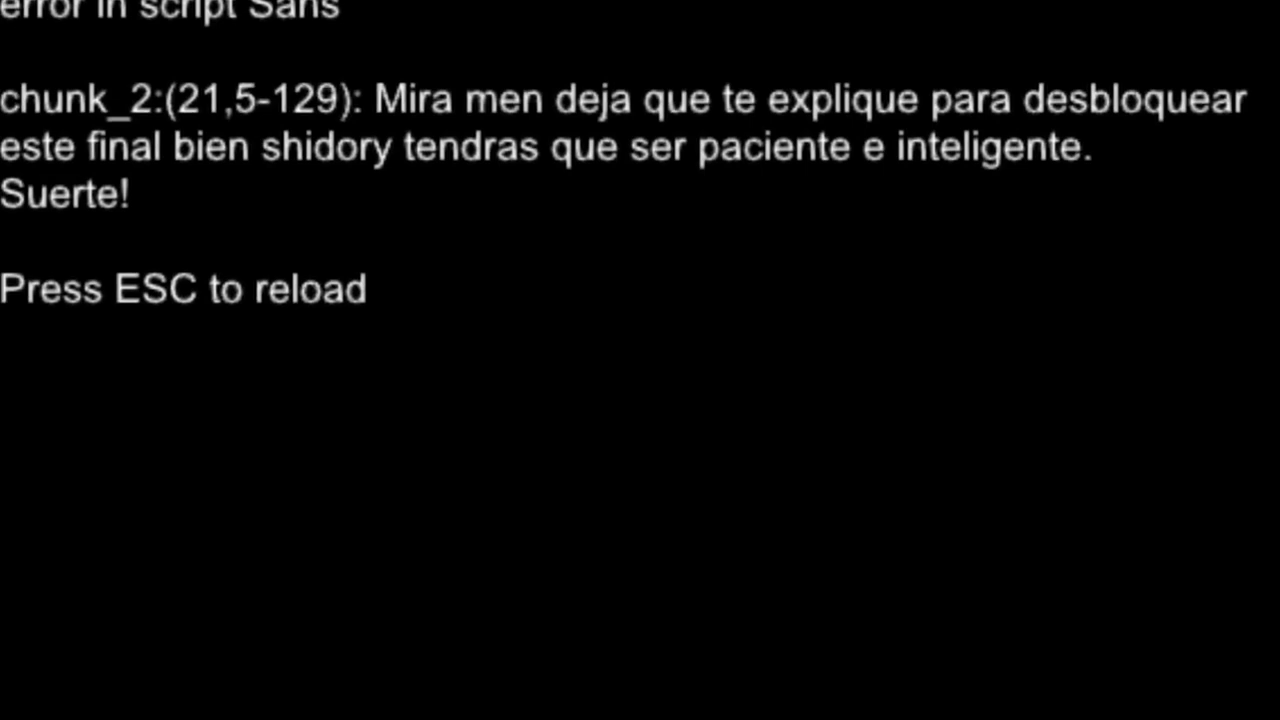 error in script Sans
chunk_2:(21,5-129): Mira men deja que te explique para desbloquear
este final bien shidory tendras que ser paciente e inteligente.
Suerte!
Press ESC to reload